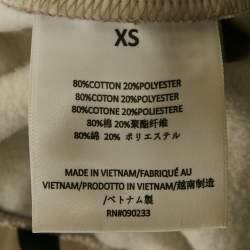 XS
80%COTTON 20%POLYESTER
80%COTONE 20%POLYESTER
80%COTON 20%POLIESTERE
80%棉 20%聚酯纤维
80%綿 20% ポリエステル
MADE IN VIETNAM/FABRIQUÉ AU
VIETNAM/PRODOTTO IN VIETNAM/越南制造
/ベトナム製
RN#090233